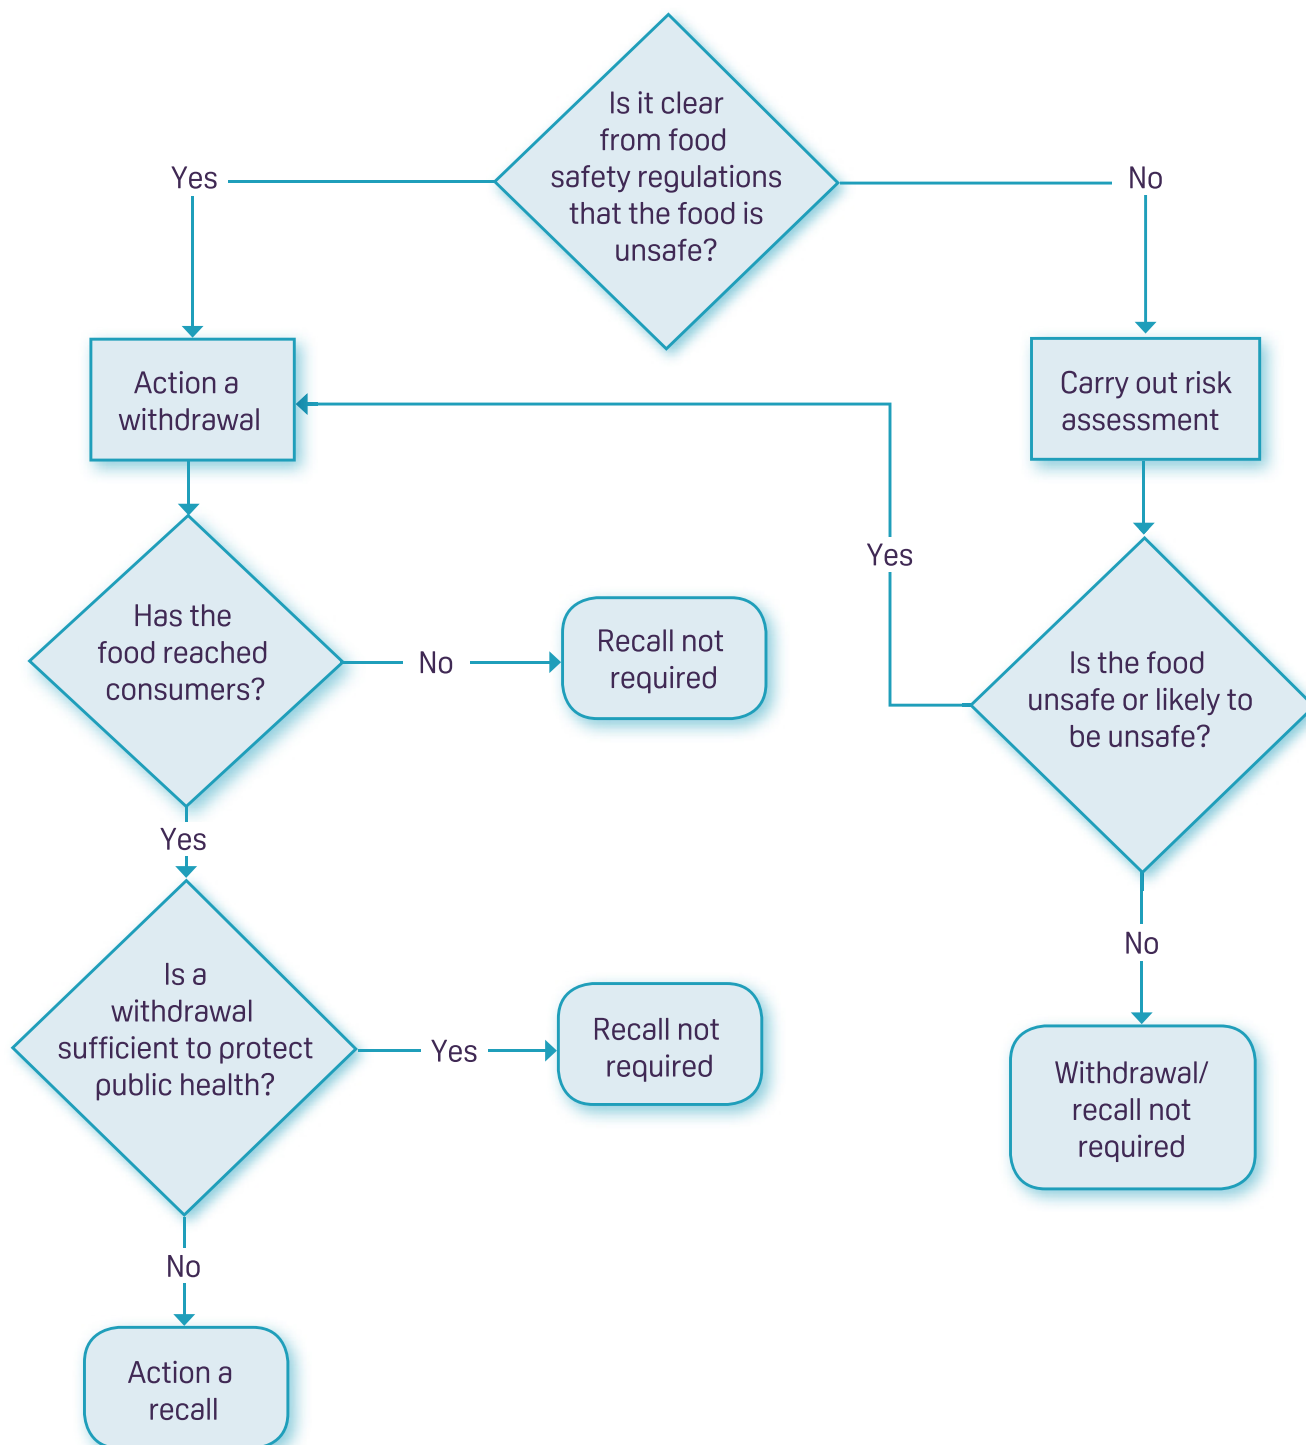 Is it clear
from food
safety regulations
that the food is
unsafe?
Yes
No
Action a
withdrawal
Carry out risk
assessment
Yes
Has the
food reached
consumers?
No
Recall not
required
Is the food
unsafe or likely to
be unsafe?
Yes
No
Is a
withdrawal
sufficient to protect
public health?
Yes
Recall not
required
Withdrawal/
recall not
required
No
Action a
recall